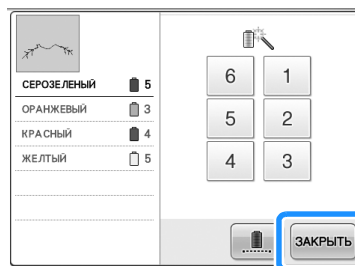 СЕРОЗЕЛЕНЫЙ 5
ОРАНЖЕВЫЙ 3
КРАСНЫЙ 4
ЖЕЛТЫЙ 5
6 1
5 2
4 3
ЗАКРЫТЬ